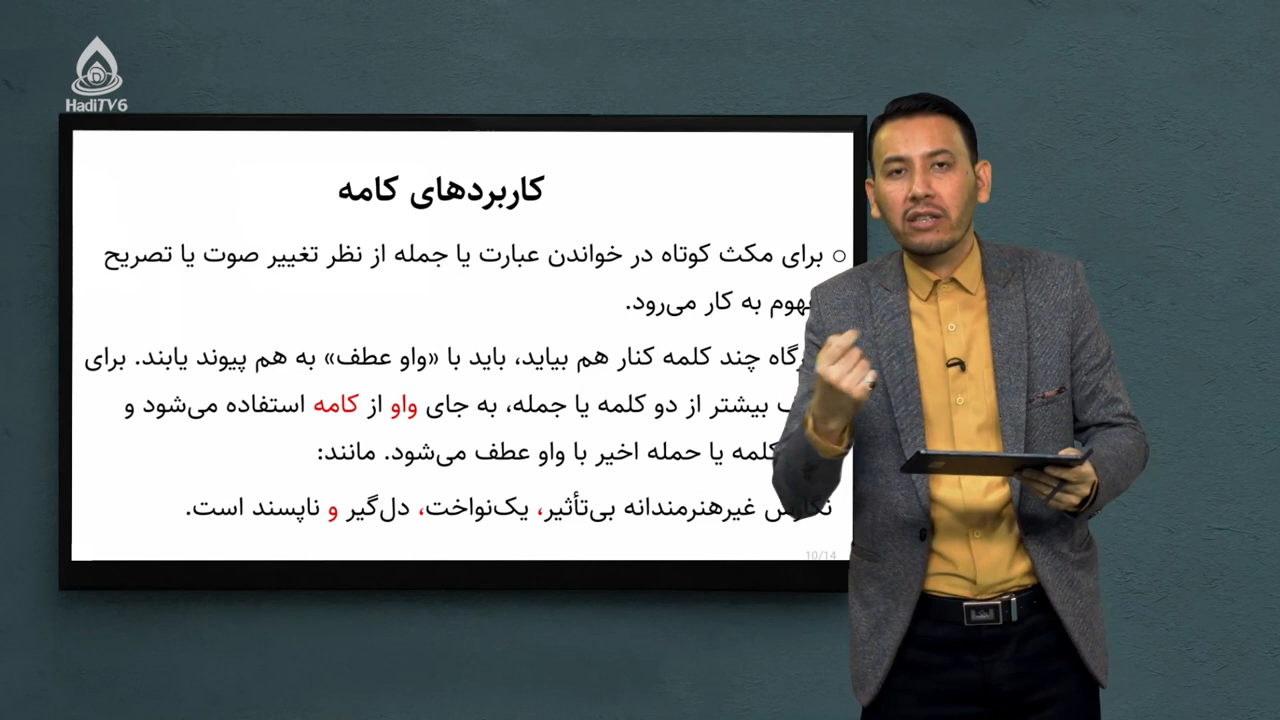 HadiTV6
کاربردهای کامه
برای مکث کوتاه در خواندن عبارت یا جمله از نظر تغییر صوت یا تصریح
به کار می‌رود.
چند کلمه کنار هم بیاید، باید با «واو عطف» به هم پیوند یابند. برای
بیشتر از دو کلمه یا جمله، به جای واو از کامه استفاده می‌شود و
کلمه یا حمله اخیر با واو عطف می‌شود. مانند:
نگارش غیرهنرمندانه بی‌تأثیر، یک‌نواخت، دل‌گیر و ناپسند است.
10/14